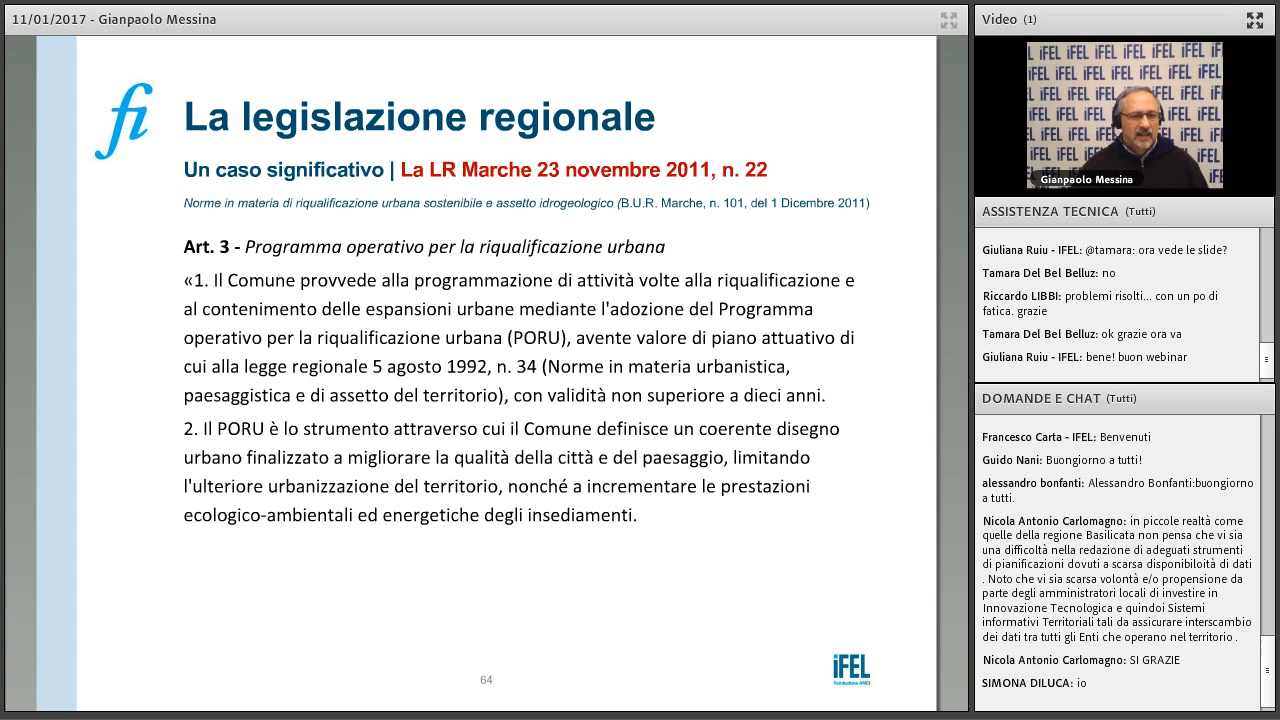 11/01/2017 - Gianpaolo Messina
fi
La legislazione regionale
Un caso significativo | La LR Marche 23 novembre 2011, n. 22
Norme in materia di riqualificazione urbana sostenibile e assetto idrogeologico (B.U.R. Marche, n. 101, del 1 Dicembre 2011)
Art. 3 - Programma operativo per la riqualificazione urbana
«1. Il Comune provvede alla programmazione di attività volte alla riqualificazione e
al contenimento delle espansioni urbane mediante l'adozione del Programma
operativo per la riqualificazione urbana (PORU), avente valore di piano attuativo di
cui alla legge regionale 5 agosto 1992, n. 34 (Norme in materia urbanistica,
paesaggistica e di assetto del territorio), con validità non superiore a dieci anni.
2. Il PORU è lo strumento attraverso cui il Comune definisce un coerente disegno
urbano finalizzato a migliorare la qualità della città e del paesaggio, limitando
l'ulteriore urbanizzazione del territorio, nonché a incrementare le prestazioni
ecologico-ambientali ed energetiche degli insediamenti.
64
iFEL
Fondazione ANCI
Video (1)
iFEL
Gianpaolo Messina
ASSISTENZA TECNICA (Tutti)
Giuliana Ruiu - IFEL: @tamara: ora vede le slide?
Tamara Del Bel Belluz: no
Riccardo LIBBI: problemi risolti... con un po di
fatica. grazie
Tamara Del Bel Belluz: ok grazie ora va
Giuliana Ruiu - IFEL: bene! buon webinar
DOMANDE E CHAT (Tutti)
Francesco Carta - IFEL: Benvenuti
Guido Nani: Buongiorno a tutti!
alessandro bonfanti: Alessandro Bonfanti:buongiorno
a tutti.
Nicola Antonio Carlomagno: in piccole realtà come
quelle della regione Basilicata non pensa che vi sia
una difficoltà nella redazione di adeguati strumenti
di pianificazioni dovuti a scarsa disponibiloità di dati
. Noto che vi sia scarsa volontà e/o propensione da
parte degli amministratori locali di investire in
Innovazione Tecnologica e quindoi Sistemi
informativi Territoriali tali da assicurare interscambio
dei dati tra tutti gli Enti che operano nel territorio .
Nicola Antonio Carlomagno: SI GRAZIE
SIMONA DILUCA: io